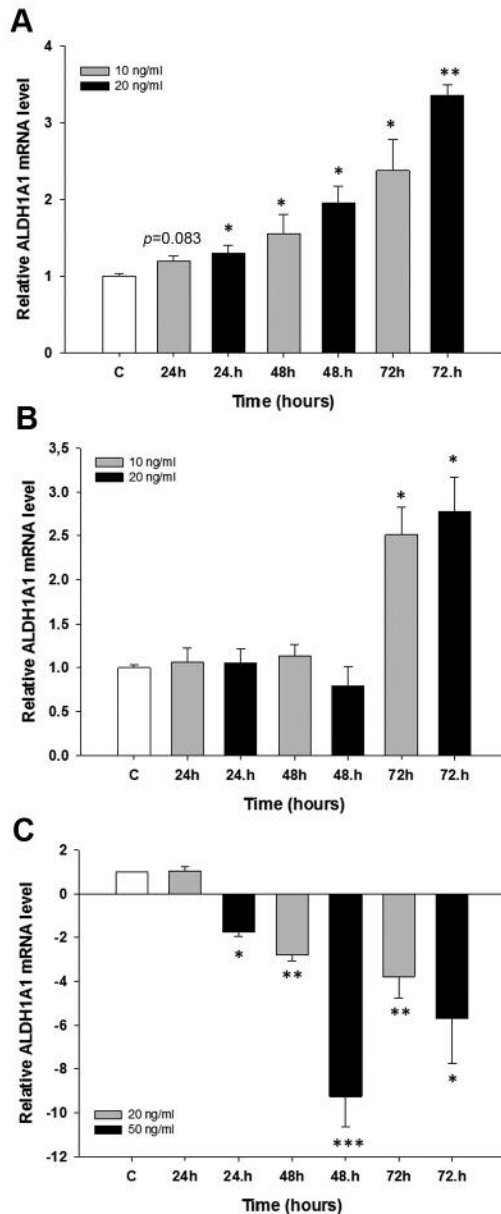 A
Relative ALDH1A1 mRNA level
4
3
2
1
0
10 ng/ml
20 ng/ml
p=0.083
*
*
*
*
**
C 24h 24.h 48h 48.h 72h 72.h
Time (hours)
B
Relative ALDH1A1 mRNA level
3,5
3.0
2.5
2.0
1.5
1.0
0.5
0.0
10 ng/ml
20 ng/ml
*
*
C 24h 24.h 48h 48.h 72h 72.h
Time (hours)
C
Relative ALDH1A1 mRNA level
2
0
-2
-4
-6
-8
-10
-12
*
**
***
**
*
20 ng/ml
50 ng/ml
C 24h 24.h 48h 48.h 72h 72.h
Time (hours)